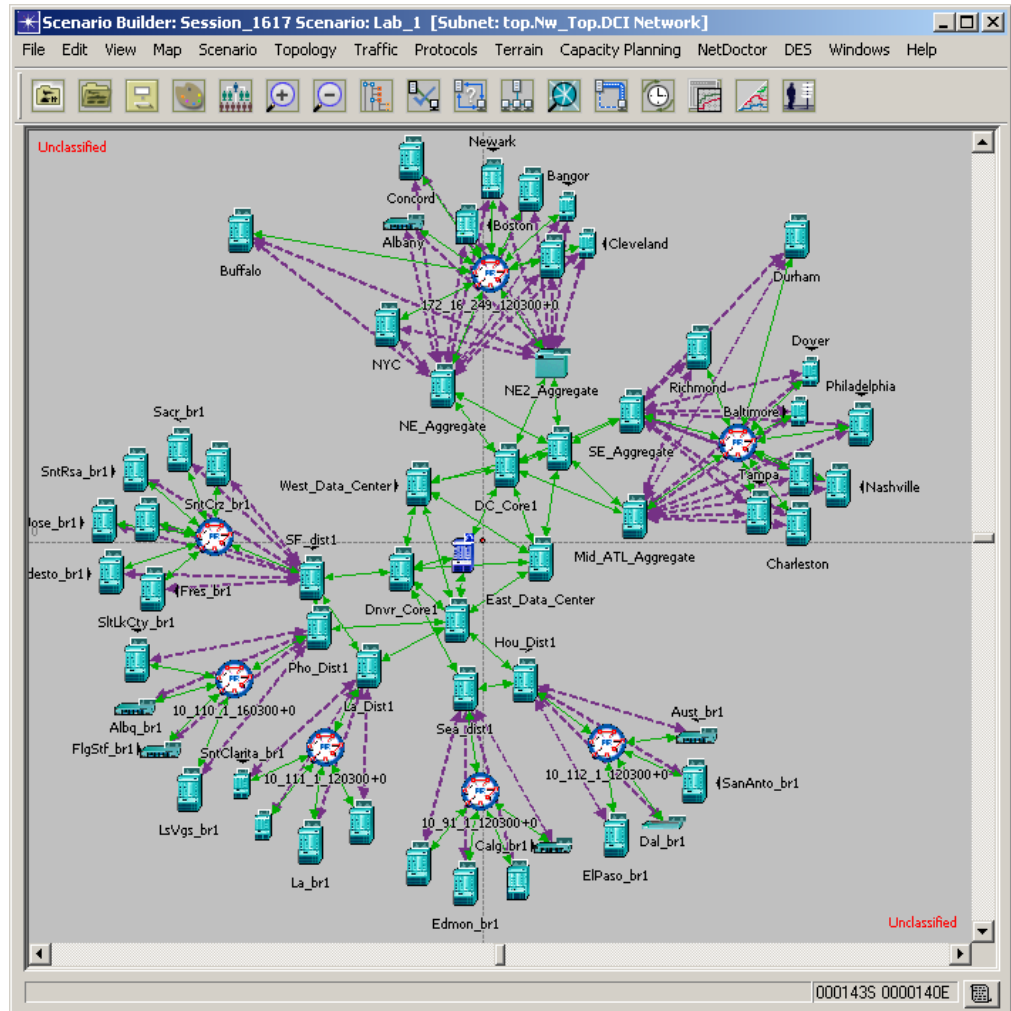 Scenario Builder: Session_1617 Scenario: Lab_1 [Subnet: top.Nw_Top.DCI Network]
File Edit View Map Scenario Topology Traffic Protocols Terrain Capacity Planning NetDoctor DES Windows Help
Unclassified
Newark
Concord
Bangor
Albany
Boston
Cleveland
Buffalo
Durham
172_16_249_120300+0
NYC
NE2_Aggregate
Dover
Richmond
Philadelphia
Sacr_br1
NE_Aggregate
Baltimore
SntRsa_br1
SE_Aggregate
West_Data_Center
Tampa
Nashville
SntCrz_br1
DC_Core1
Jose_br1
SF_dist1
Mid_ATL_Aggregate
Charleston
desto_br1
Fres_br1
East_Data_Center
Dnvr_Core1
SltLkCty_br1
Hou_Dist1
Pho_Dist1
La_Dist1
10_110_1_160300+0
Albq_br1
Sea_dist1
Aust_br1
FlgStf_br1
SntClarita_br1
10_111_1_120300+0
10_112_1_120300+0
SanAnto_br1
LsVgs_br1
10_91_1_120300+0
Calg_br1
Dal_br1
La_br1
ElPaso_br1
Edmon_br1
Unclassified
000143S 0000140E